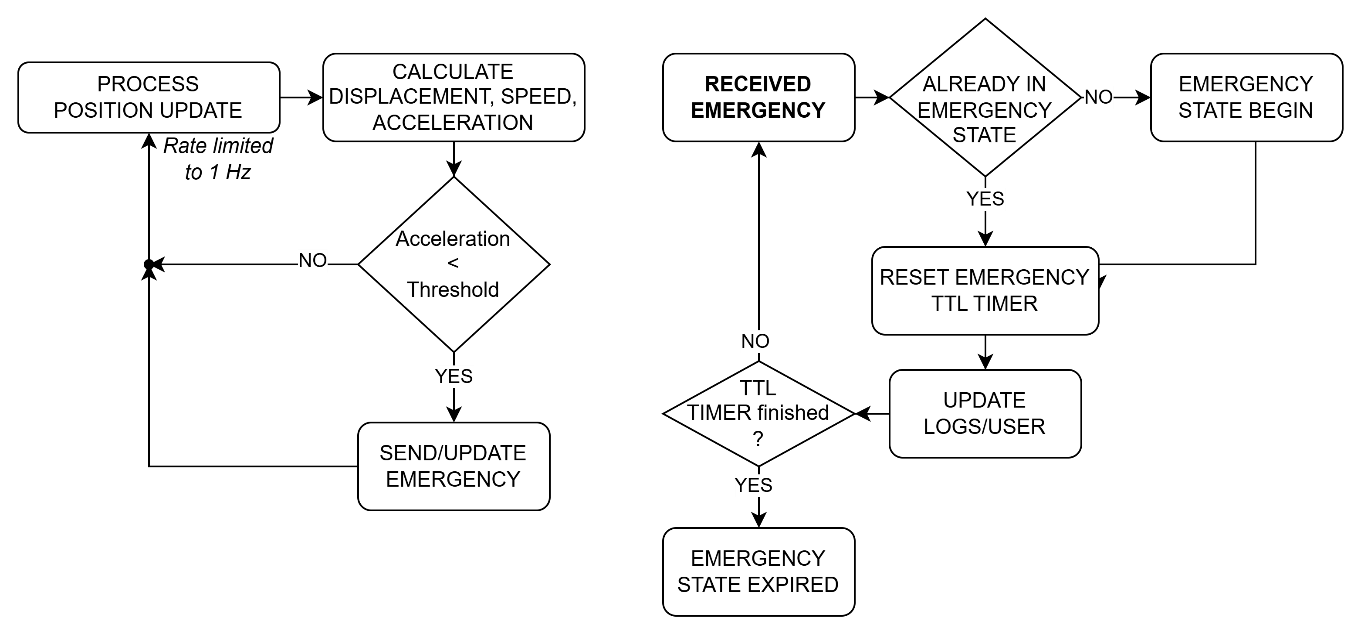 PROCESS
POSITION UPDATE
Rate limited
to 1 Hz
CALCULATE
DISPLACEMENT, SPEED,
ACCELERATION
Acceleration
<
Threshold
NO
YES
SEND/UPDATE
EMERGENCY
RECEIVED
EMERGENCY
ALREADY IN
EMERGENCY
STATE
NO
EMERGENCY
STATE BEGIN
YES
RESET EMERGENCY
TTL TIMER
UPDATE
LOGS/USER
TTL
TIMER finished
?
NO
YES
EMERGENCY
STATE EXPIRED